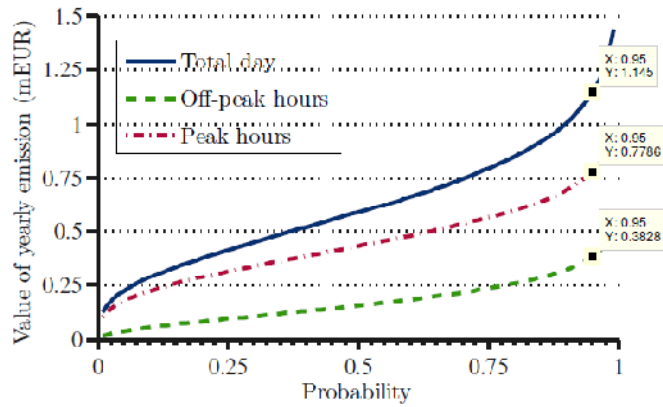 1.5
1.25
1
0.75
0.5
0.25
0
Value of yearly emission (mEUR)
Total day
Off-peak hours
Peak hours
X: 0.95
Y: 1.145
X: 0.95
Y: 0.7786
X: 0.95
Y: 0.3828
0
0.25
0.5
0.75
1
Probability